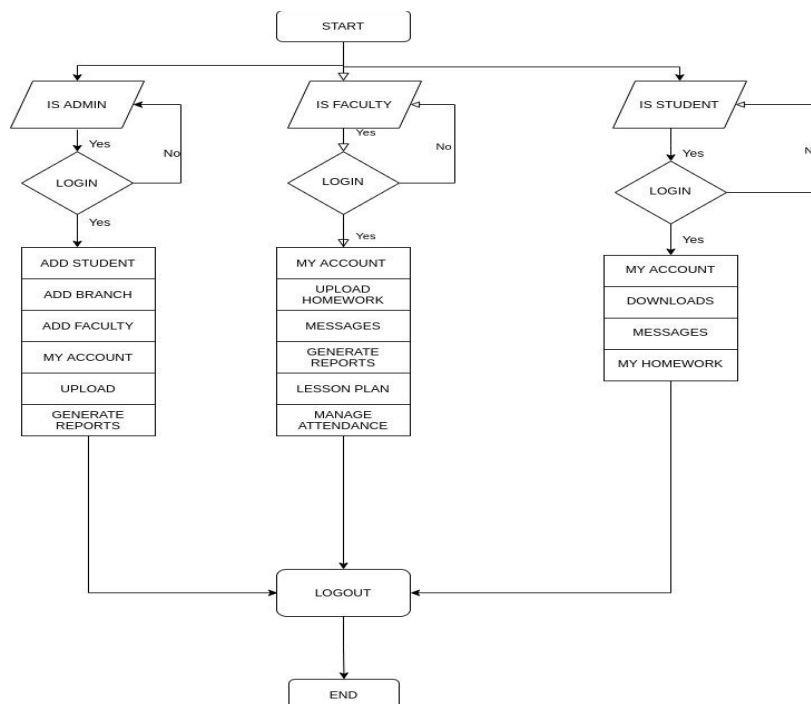 START
IS ADMIN
IS FACULTY
IS STUDENT
Yes
No
Yes
No
Yes
LOGIN
LOGIN
LOGIN
Yes
Yes
Yes
ADD STUDENT
ADD BRANCH
ADD FACULTY
MY ACCOUNT
UPLOAD
GENERATE
REPORTS
MY ACCOUNT
UPLOAD
HOMEWORK
MESSAGES
GENERATE
REPORTS
LESSON PLAN
MANAGE
ATTENDANCE
MY ACCOUNT
DOWNLOADS
MESSAGES
MY HOMEWORK
LOGOUT
END